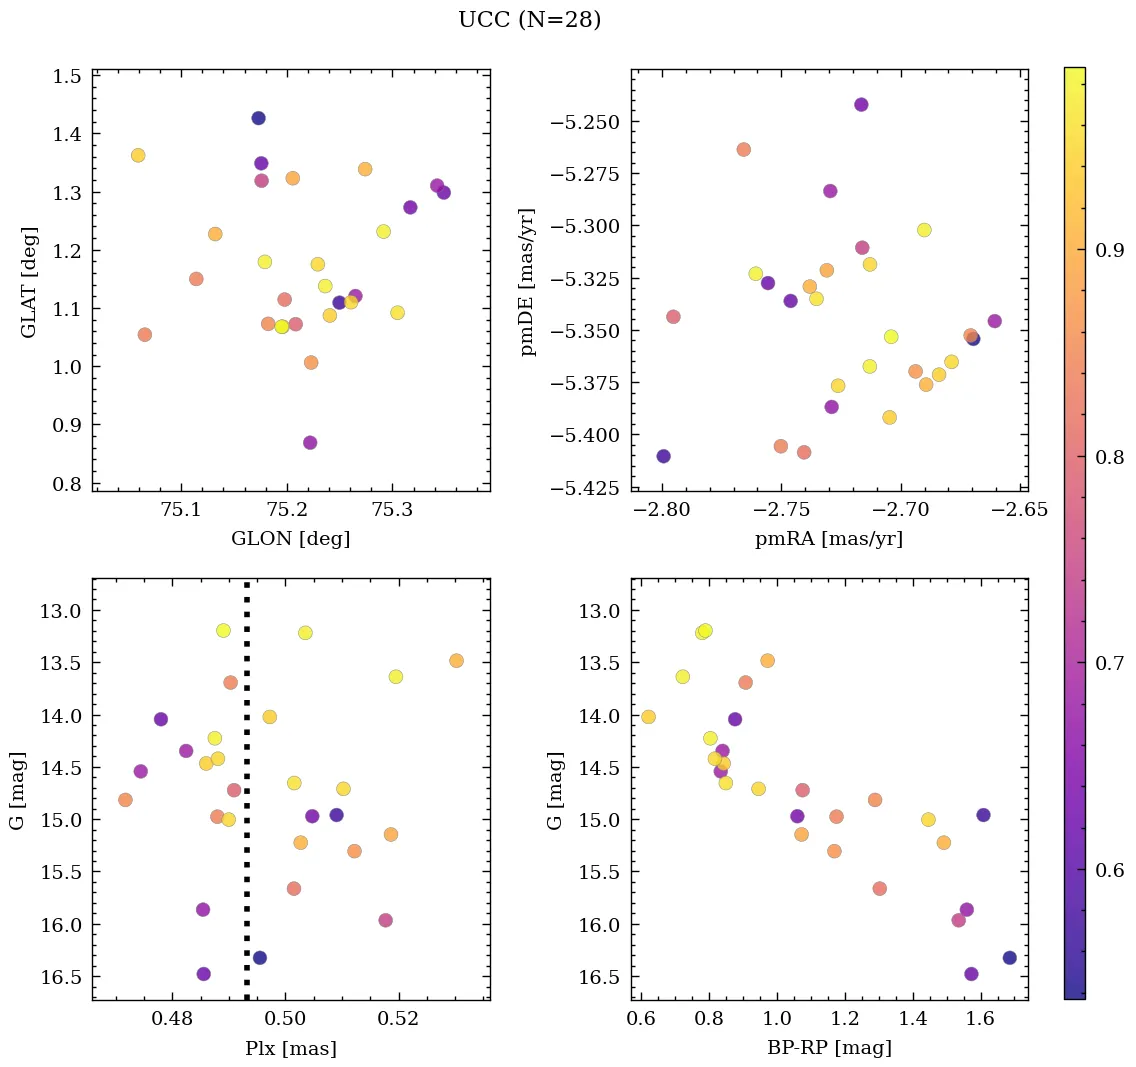 UCC (N=28)
1.5
1.4
1.3
1.2
1.1
1.0
0.9
0.8
GLAT [deg]
75.1 75.2 75.3
GLON [deg]
−5.250
−5.275
−5.300
−5.325
−5.350
−5.375
−5.400
−5.425
pmDE [mas/yr]
−2.80 −2.75 −2.70 −2.65
pmRA [mas/yr]
13.0
13.5
14.0
14.5
15.0
15.5
16.0
16.5
G [mag]
0.48 0.50 0.52
Plx [mas]
13.0
13.5
14.0
14.5
15.0
15.5
16.0
16.5
G [mag]
0.6 0.8 1.0 1.2 1.4 1.6
BP-RP [mag]
0.9
0.8
0.7
0.6